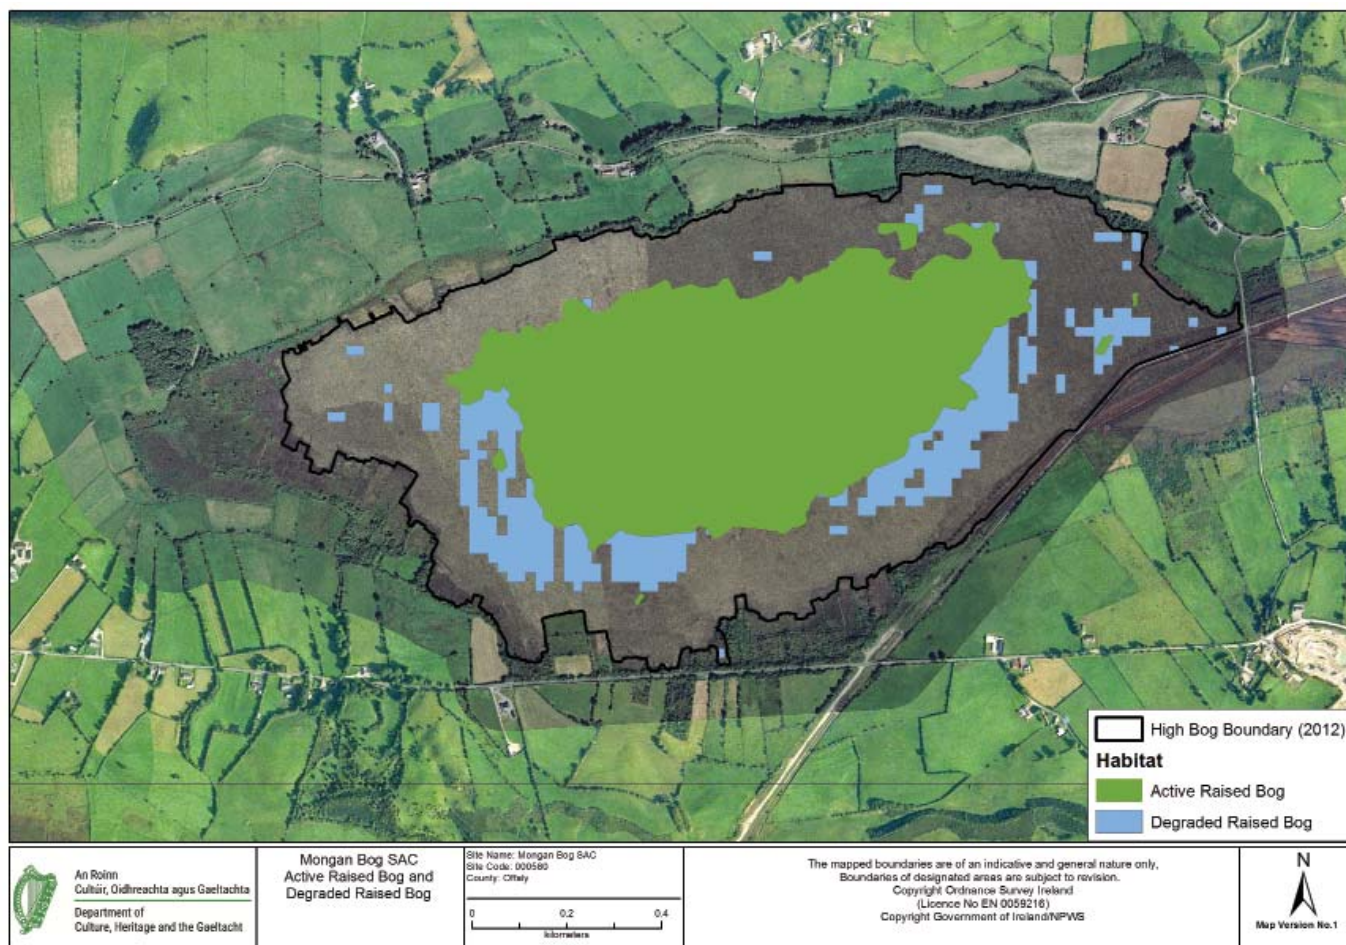 High Bog Boundary (2012)
Habitat
Active Raised Bog
Degraded Raised Bog
An Roinn
Cultúir, Oidhreachta agus Gaeltachta
Department of
Culture, Heritage and the Gaeltacht
Mongan Bog SAC
Active Raised Bog and
Degraded Raised Bog
Site Name: Mongan Bog SAC
Site Code: 000580
County: Offaly
0 0.2 0.4
kilometers
The mapped boundaries are of an indicative and general nature only,
Boundaries of designated areas are subject to revision.
Copyright Ordnance Survey Ireland
(Licence No EN 0059216)
Copyright Government of Ireland/NPWS
N
Map Version No.1